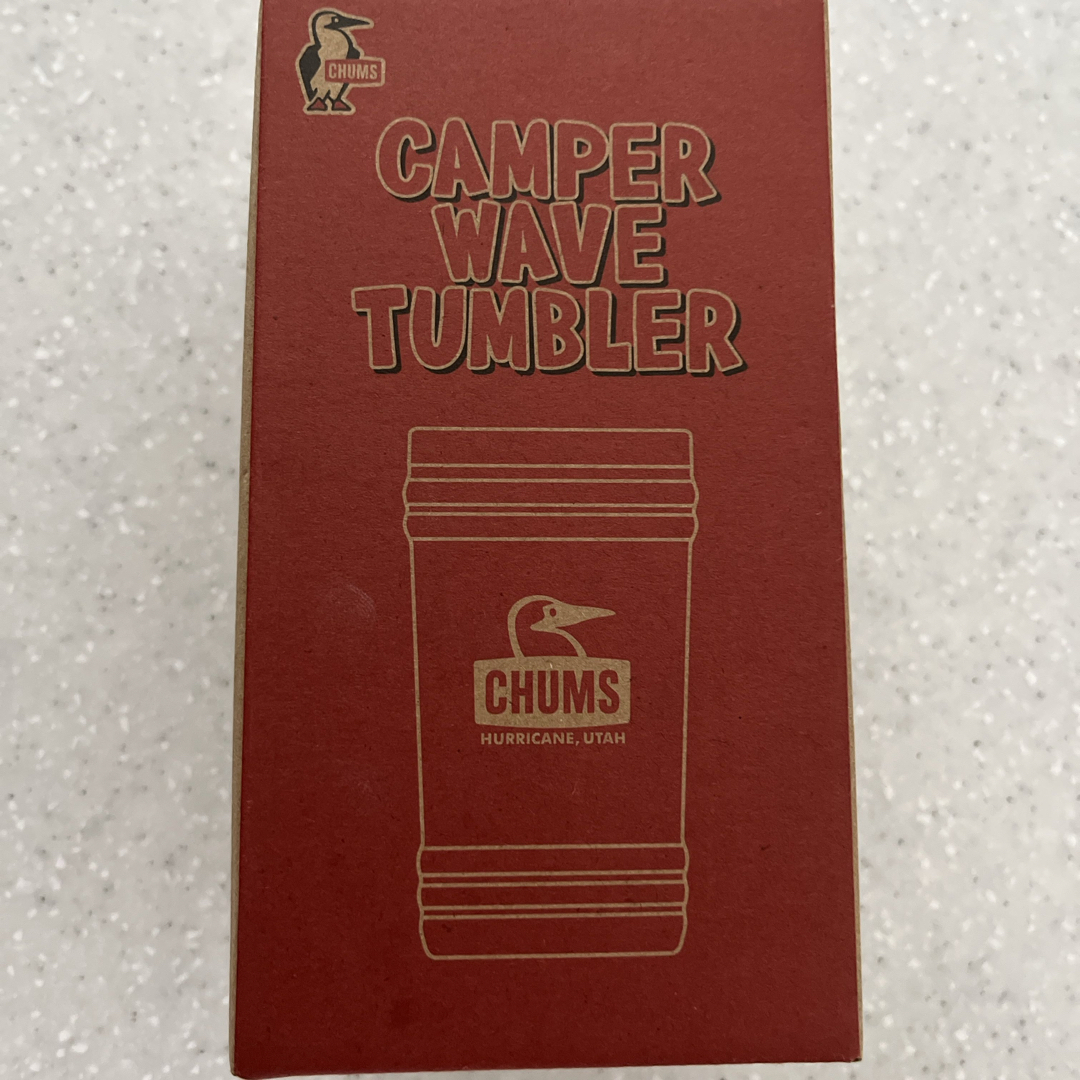 CHUMS
CAMPER
WAVE
TUMBLER
CHUMS
HURRICANE, UTAH